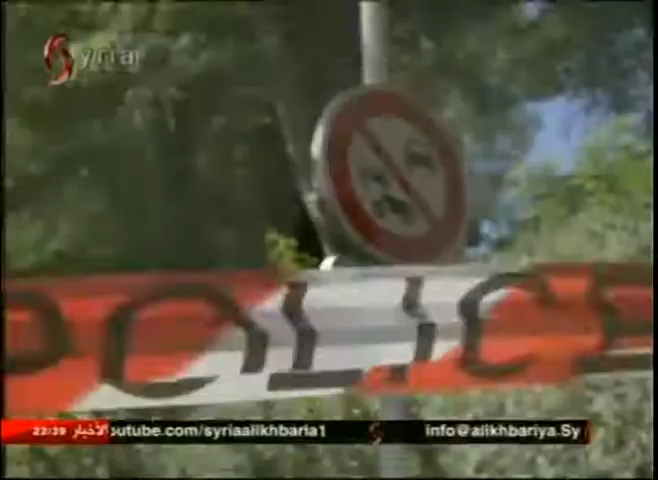 Syria
POLICE
22:39 الأخبار outube.com/syriaalikhbaria1 info@alikhbariya.Sy